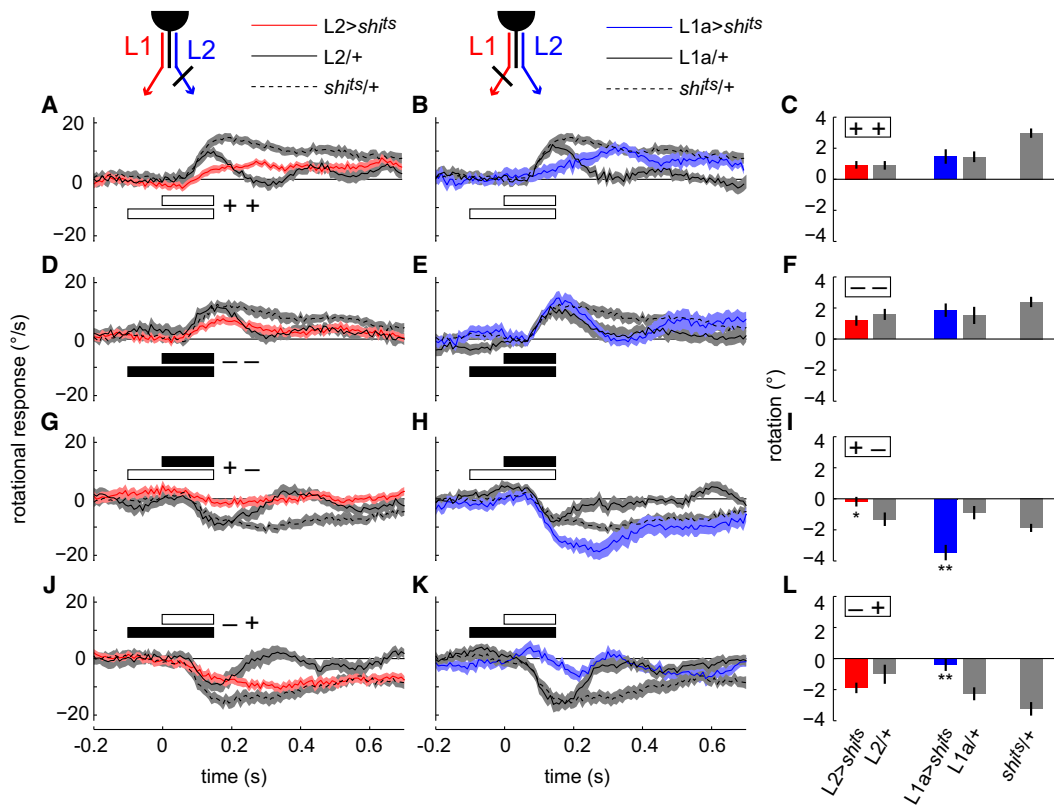 L1
L2
L2>shiᵗˢ
L2/+
shiᵗˢ/+
L1
L2
L1a>shiᵗˢ
L1a/+
shiᵗˢ/+
A
B
C
20
0
−20
+ +
4
2
0
−2
−4
+ +
D
E
F
20
0
−20
− −
4
2
0
−2
−4
− −
G
H
I
20
0
−20
+ −
4
2
0
−2
−4
+ −
*
**
J
K
L
20
0
−20
− +
4
2
0
−2
−4
− +
**
rotational response (°/s)
rotation (°)
-0.2
0
0.2
0.4
0.6
time (s)
-0.2
0
0.2
0.4
0.6
time (s)
L2>shiᵗˢ
L2/+
L1a>shiᵗˢ
L1a/+
shiᵗˢ/+